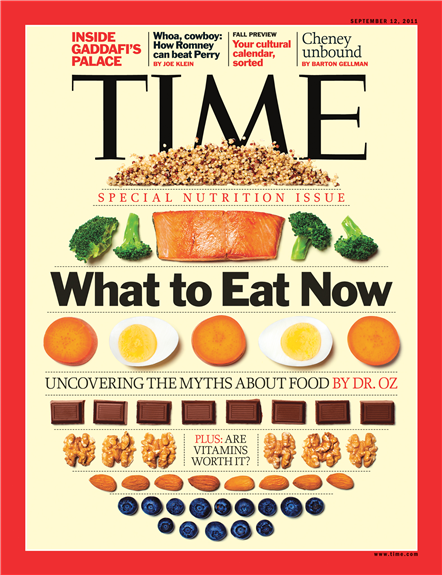 SEPTEMBER 12, 2011
INSIDE
GADDAFI'S
PALACE
Whoa, cowboy:
How Romney
can beat Perry
BY JOE KLEIN
FALL PREVIEW
Your cultural
calendar,
sorted
Cheney
unbound
BY BARTON GELLMAN
TIME
SPECIAL NUTRITION ISSUE
What to Eat Now
UNCOVERING THE MYTHS ABOUT FOOD BY DR. OZ
PLUS: ARE
VITAMINS
WORTH IT?
www.time.com